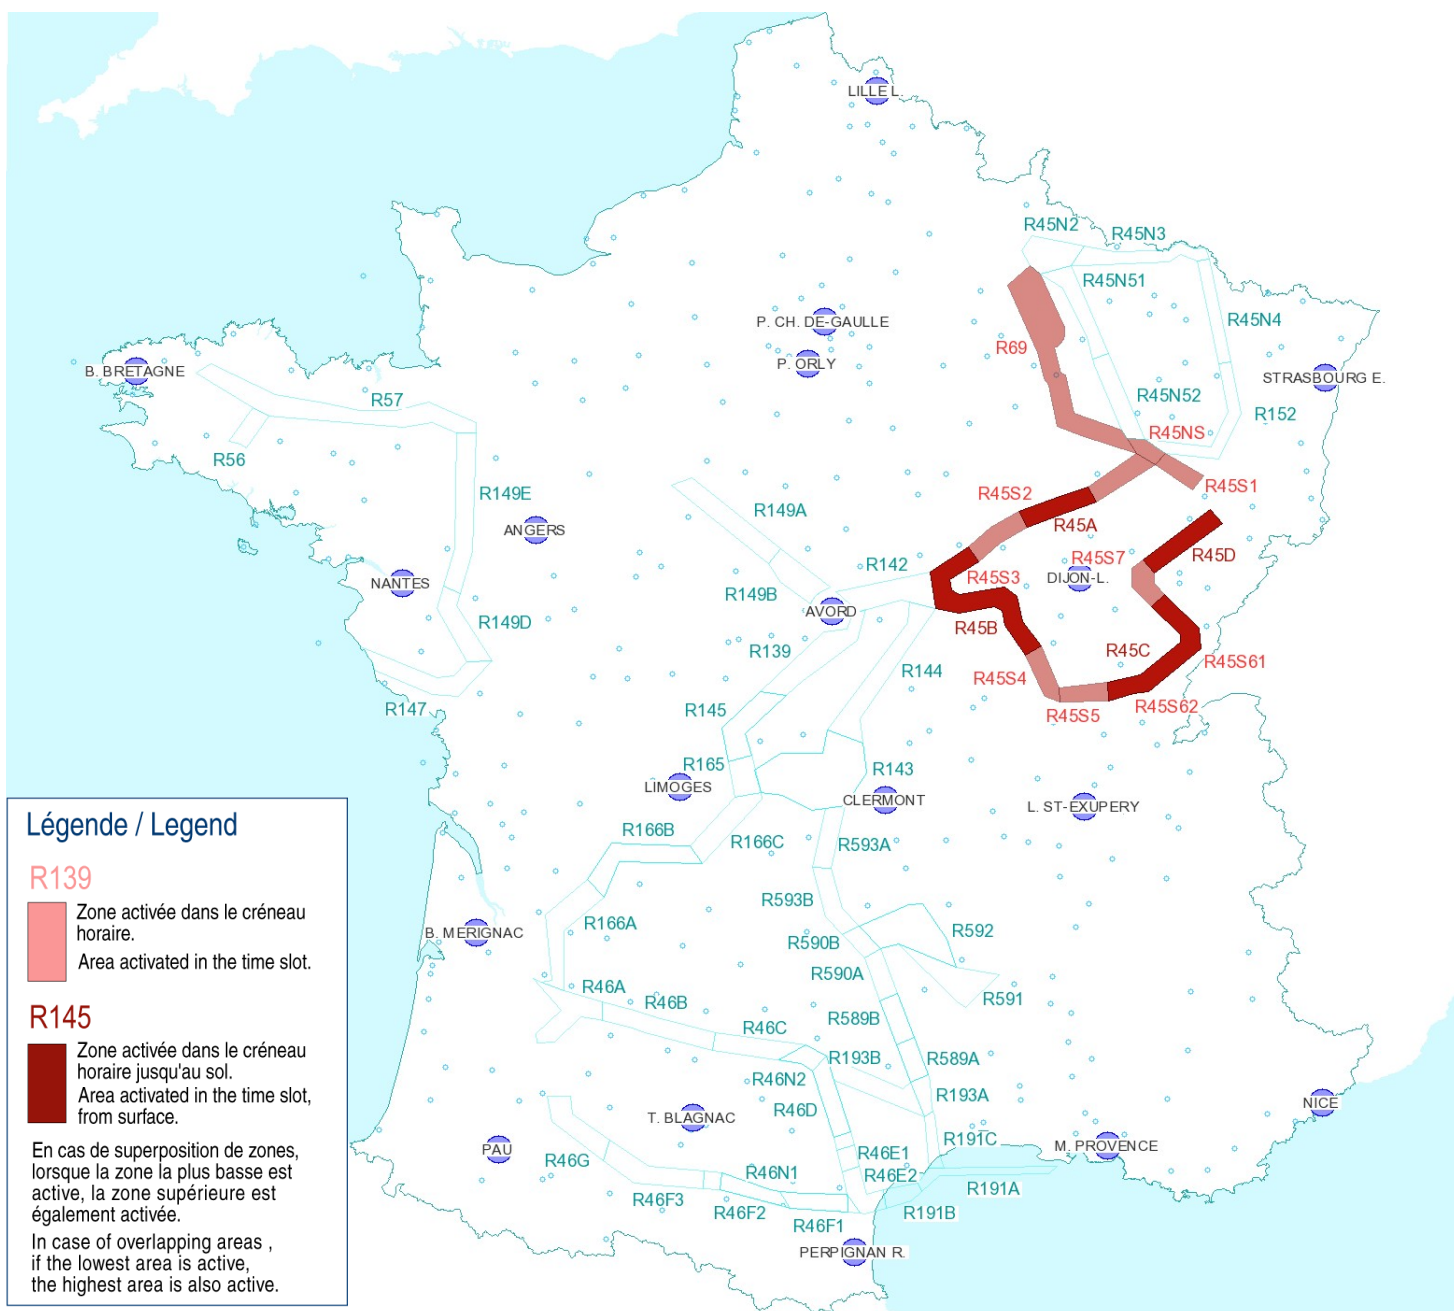 LILLE L.
R45N2
R45N3
R45N51
P. CH. DE-GAULLE
R45N4
R69
P. ORLY
B. BRETAGNE
STRASBOURG E.
R57
R45N52
R152
R45NS
R56
R45S1
R149E
R45S2
R149A
R45A
ANGERS
R45S7
R45D
R142
R45S3
DIJON-L.
NANTES
R149B
AVORD
R149D
R45B
R139
R45C
R45S61
R144
R45S4
R147
R145
R45S5
R45S62
R165
R143
LIMOGES
CLERMONT
L. ST-EXUPERY
R166B
R166C
R593A
R593B
R166A
B. MERIGNAC
R590B
R592
R590A
R46A
R46B
R591
R46C
R589B
R193B
R589A
R46N2
R193A
R46D
T. BLAGNAC
NICE
R191C
M. PROVENCE
PAU
R46E1
R46G
R46N1
R46E2
R191A
R46F3
R46F2
R46F1
R191B
PERPIGNAN R.
Légende / Legend
R139
Zone activée dans le créneau
horaire.
Area activated in the time slot.
R145
Zone activée dans le créneau
horaire jusqu'au sol.
Area activated in the time slot,
from surface.
En cas de superposition de zones,
lorsque la zone la plus basse est
active, la zone supérieure est
également activée.
In case of overlapping areas ,
if the lowest area is active,
the highest area is also active.